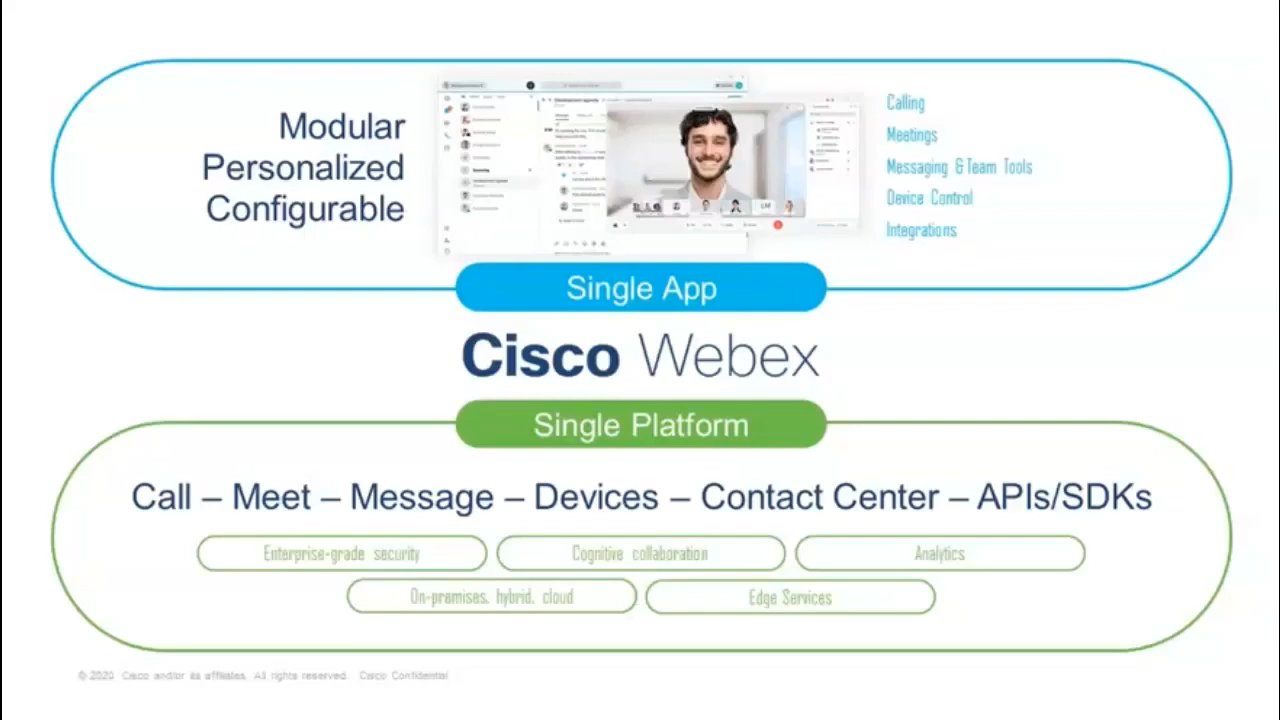 Modular
Personalized
Configurable
Calling
Meetings
Messaging & Team Tools
Device Control
Integrations
LM
Single App
Cisco Webex
Single Platform
Call – Meet – Message – Devices – Contact Center – APIs/SDKs
Enterprise-grade security
Cognitive collaboration
Analytics
On-premises, hybrid, cloud
Edge Services
© 2020 Cisco and/or its affiliates. All rights reserved. Cisco Confidential